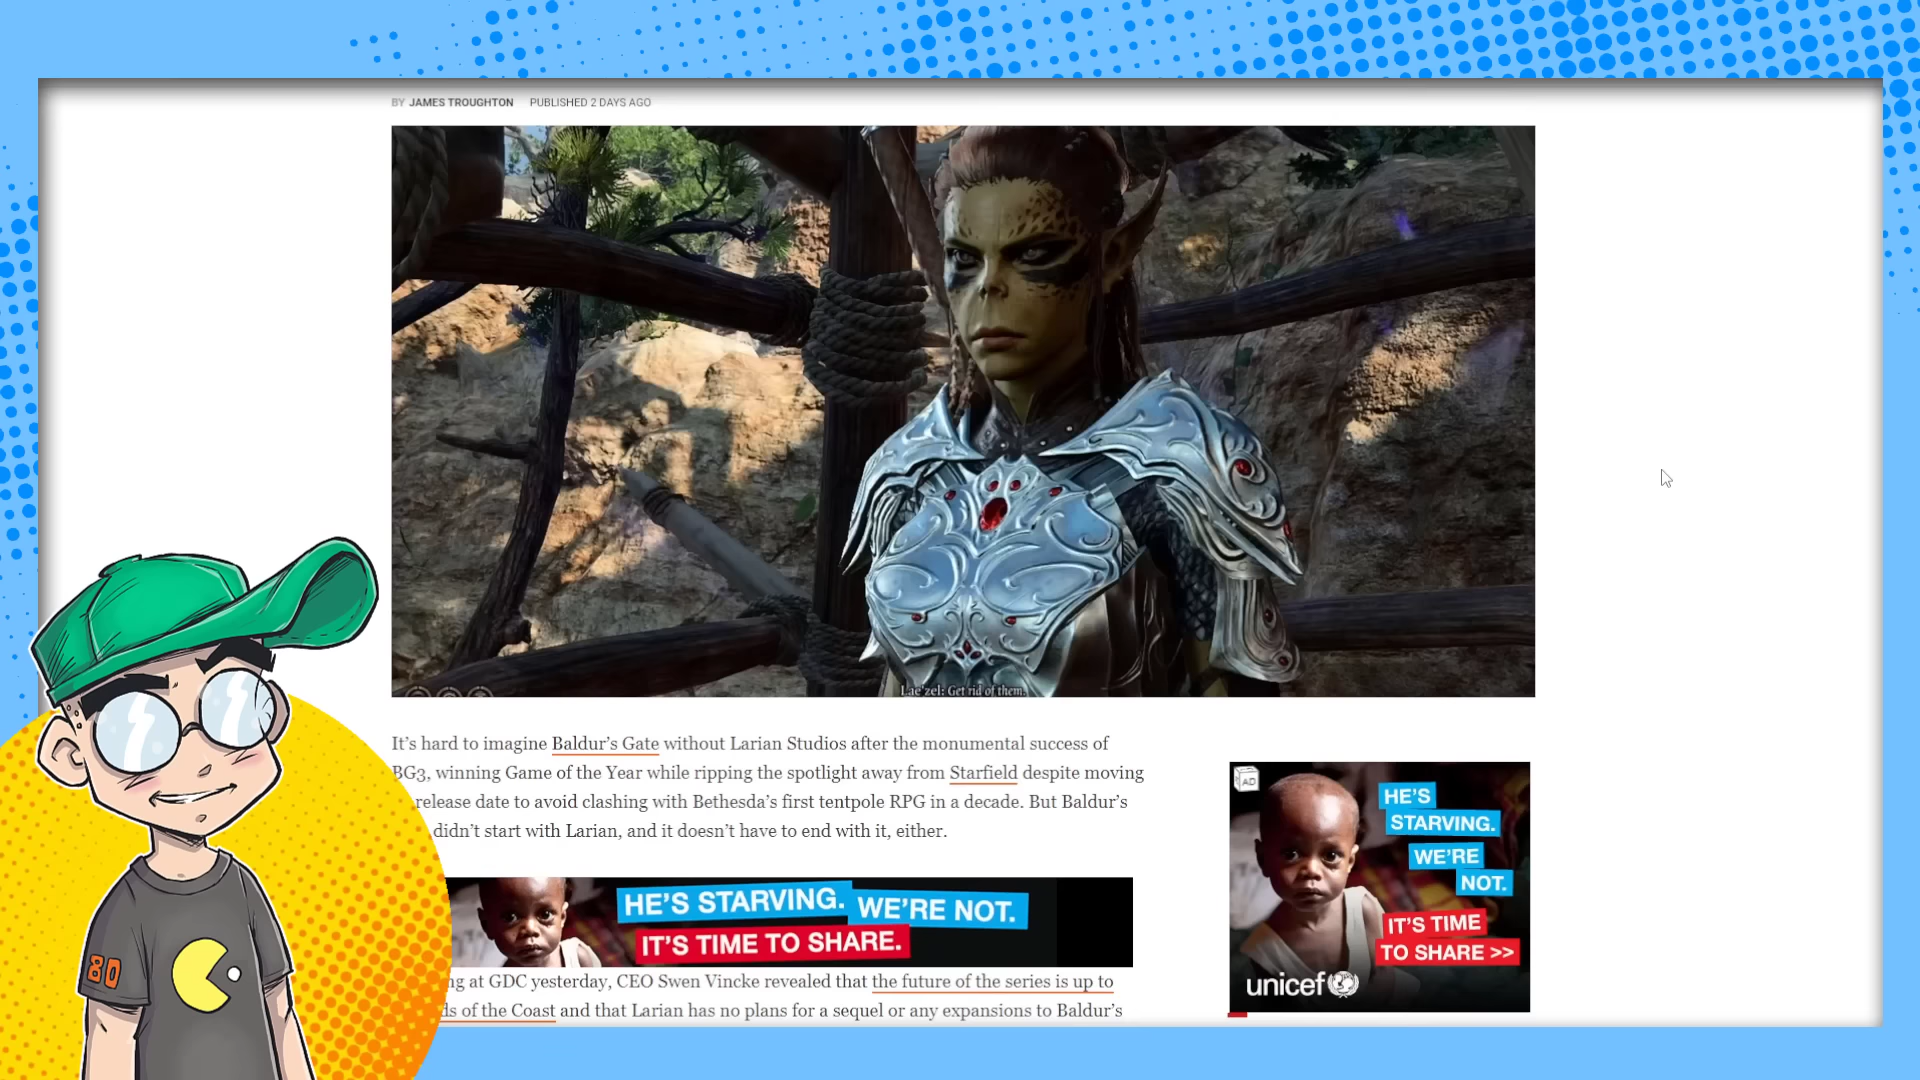 BY JAMES TROUGHTON PUBLISHED 2 DAYS AGO
Lae'zel: Get rid of them.
It's hard to imagine Baldur's Gate without Larian Studios after the monumental success of
BG3, winning Game of the Year while ripping the spotlight away from Starfield despite moving
release date to avoid clashing with Bethesda's first tentpole RPG in a decade. But Baldur's
didn't start with Larian, and it doesn't have to end with it, either.
HE'S STARVING. WE'RE NOT.
IT'S TIME TO SHARE.
ng at GDC yesterday, CEO Swen Vincke revealed that the future of the series is up to
ds of the Coast and that Larian has no plans for a sequel or any expansions to Baldur's
AD
HE'S
STARVING.
WE'RE
NOT.
IT'S TIME
TO SHARE >>
unicef
80